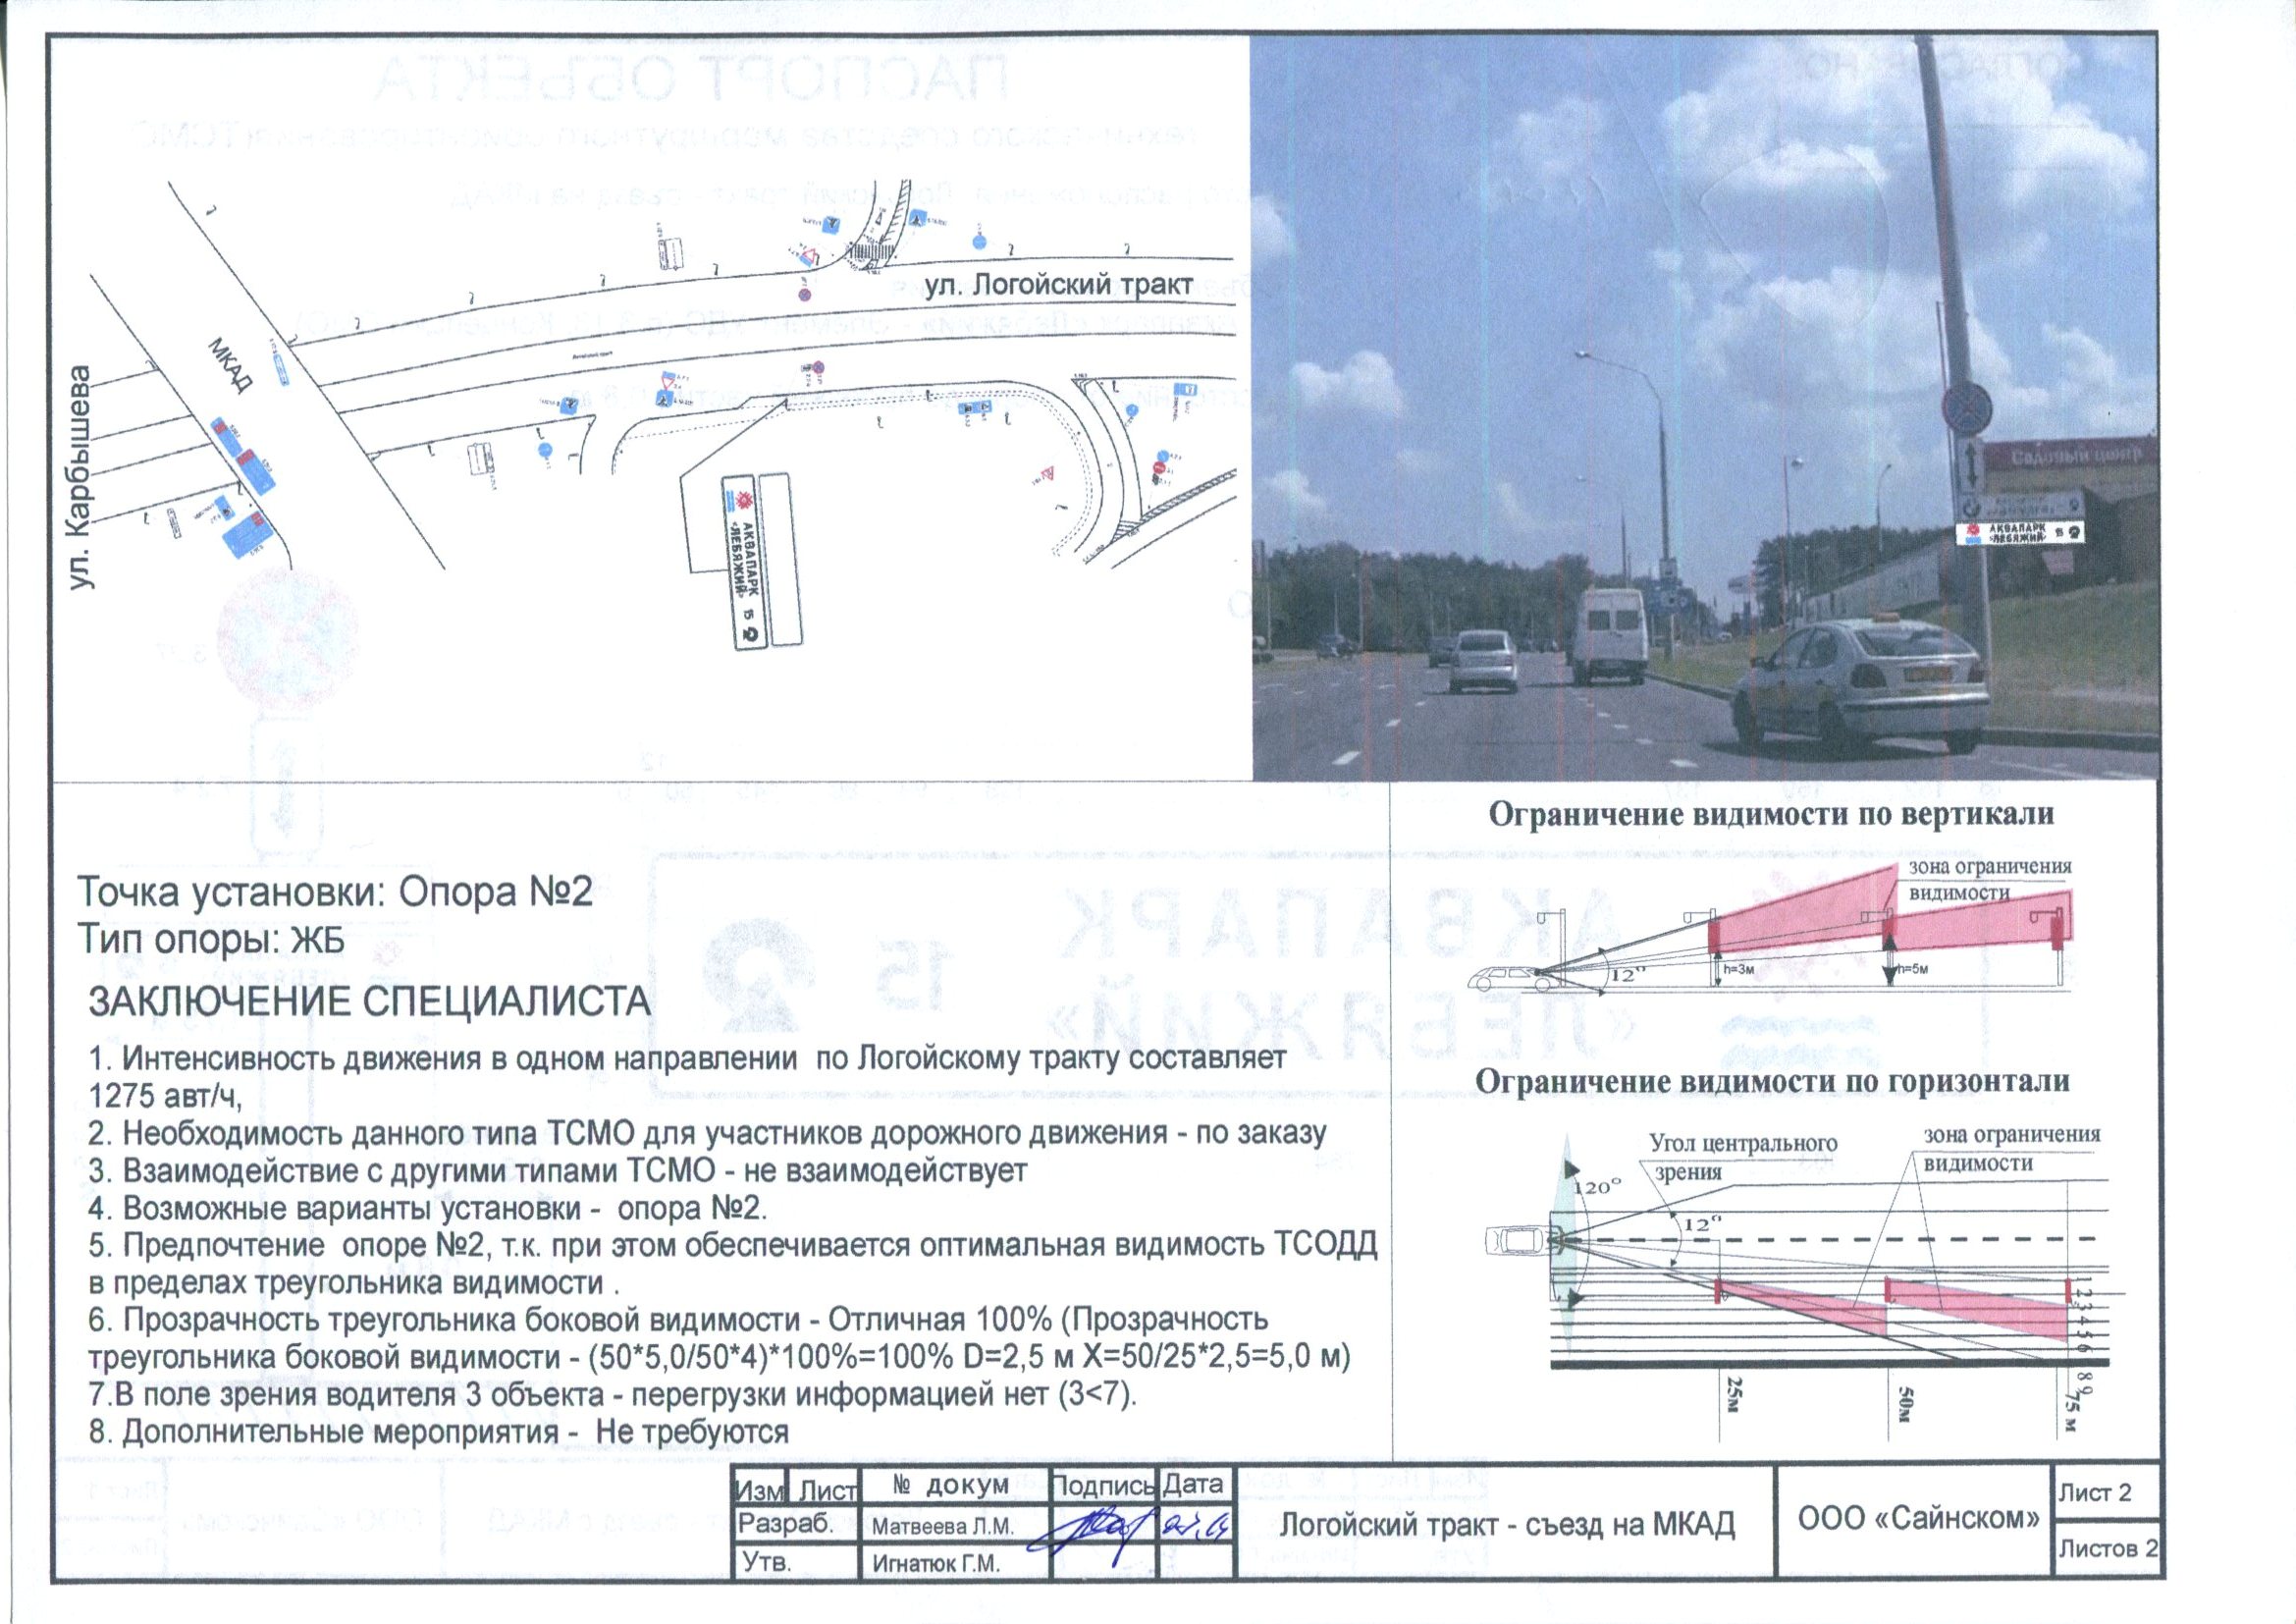 ул. Логойский тракт
МКАД
ул. Карбышева
АКВАПАРК
«ЛЕБЯЖИЙ»
15
Садовый центр
АКВАПАРК
«ЛЕБЯЖИЙ»
15
Точка установки: Опора №2
Тип опоры: ЖБ
ЗАКЛЮЧЕНИЕ СПЕЦИАЛИСТА
1. Интенсивность движения в одном направлении по Логойскому тракту составляет
1275 авт/ч,
2. Необходимость данного типа ТСМО для участников дорожного движения - по заказу
3. Взаимодействие с другими типами ТСМО - не взаимодействует
4. Возможные варианты установки - опора №2.
5. Предпочтение опоре №2, т.к. при этом обеспечивается оптимальная видимость ТСОДД
в пределах треугольника видимости .
6. Прозрачность треугольника боковой видимости - Отличная 100% (Прозрачность
треугольника боковой видимости - (50*5,0/50*4)*100%=100% D=2,5 м X=50/25*2,5=5,0 м)
7.В поле зрения водителя 3 объекта - перегрузки информацией нет (3<7).
8. Дополнительные мероприятия - Не требуются
Ограничение видимости по вертикали
зона ограничения
видимости
12°
h=3м
h=5м
Ограничение видимости по горизонтали
Угол центрального
зрения
зона ограничения
видимости
120°
12°
1 2 3 4 5 6 8 9
25м
50м
75 м
Изм Лист № докум Подпись Дата
Разраб. Матвеева Л.М.
Утв. Игнатюк Г.М.
Логойский тракт - съезд на МКАД
ООО «Сайнском»
Лист 2
Листов 2